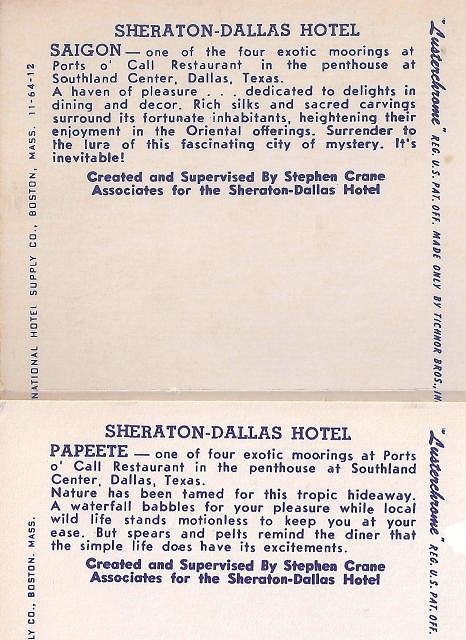 SHERATON-DALLAS HOTEL
SAIGON — one of the four exotic moorings at
Ports o' Call Restaurant in the penthouse at
Southland Center, Dallas, Texas.
A haven of pleasure . . . dedicated to delights in
dining and decor. Rich silks and sacred carvings
surround its fortunate inhabitants, heightening their
enjoyment in the Oriental offerings. Surrender to
the lure of this fascinating city of mystery. It's
inevitable!
Created and Supervised By Stephen Crane
Associates for the Sheraton-Dallas Hotel
NATIONAL HOTEL SUPPLY CO., BOSTON, MASS. 11-64-12
"Lusterchrome" REG. U.S. PAT. OFF. MADE ONLY BY TICHNOR BROS., IN
SHERATON-DALLAS HOTEL
PAPEETE — one of four exotic moorings at Ports
o' Call Restaurant in the penthouse at Southland
Center, Dallas, Texas.
Nature has been tamed for this tropic hideaway.
A waterfall babbles for your pleasure while local
wild life stands motionless to keep you at your
ease. But spears and pelts remind the diner that
the simple life does have its excitements.
Created and Supervised By Stephen Crane
Associates for the Sheraton-Dallas Hotel
LY CO., BOSTON. MASS.
"Lusterchrome" REG. U.S. PAT. OFF.